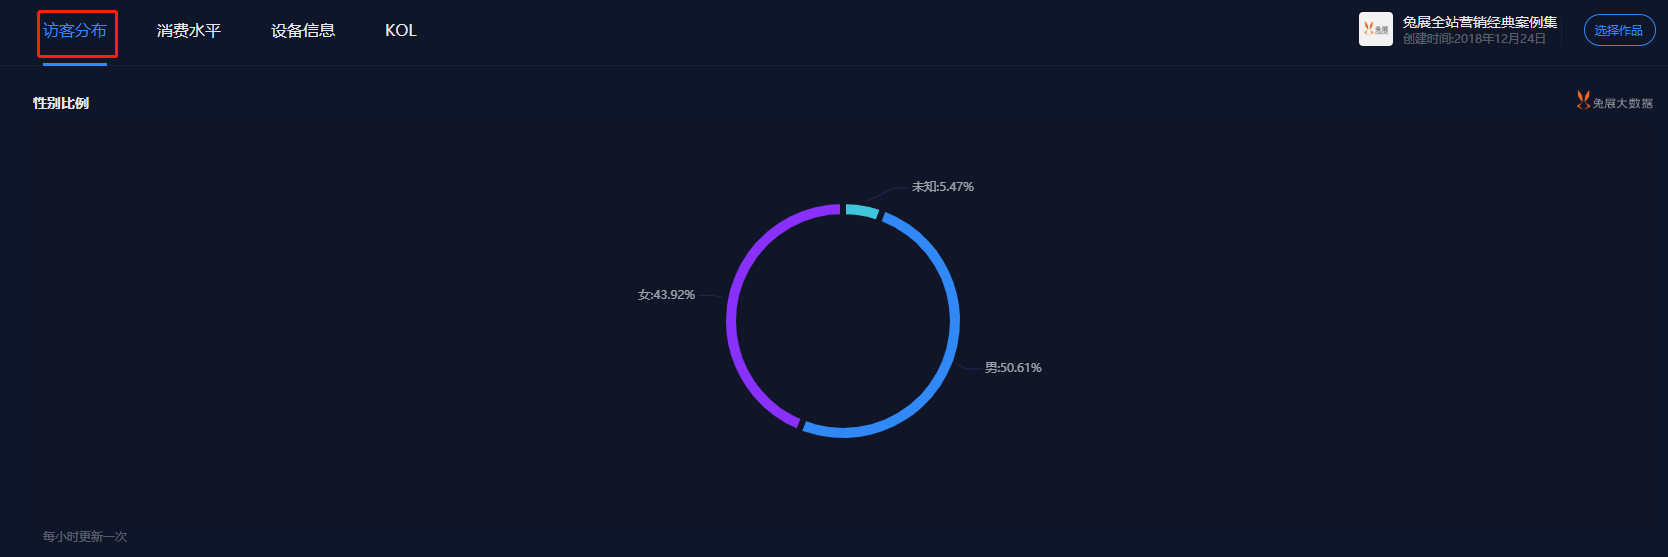 访客分布 消费水平 设备信息 KOL
兔展全站营销经典案例集
创建时间:2018年12月24日
选择作品
兔展
性别比例
兔展大数据
未知:5.47%
女:43.92%
男:50.61%
每小时更新一次